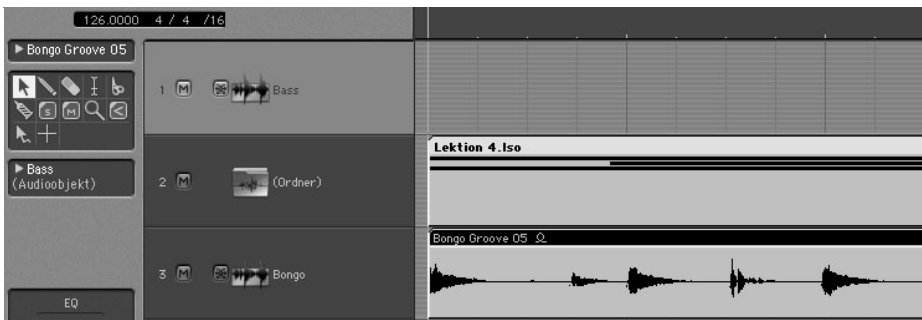 126.0000 4 / 4 /16
Bongo Groove 05
S M
1 M Bass
Lektion 4.lso
Bass
(Audioobjekt)
2 M (Ordner)
Bongo Groove 05
3 M Bongo
EQ